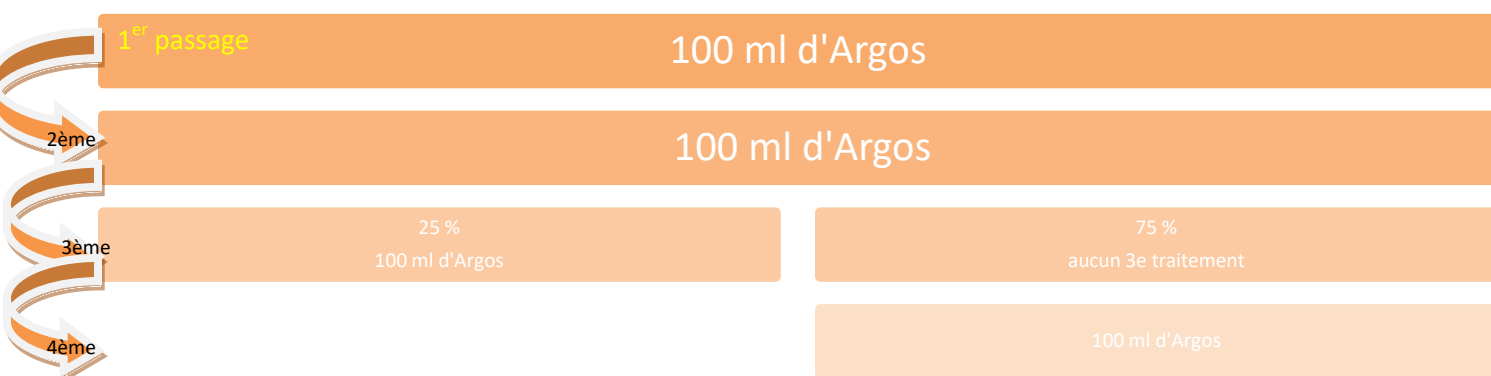 1er passage
100 ml d'Argos
2ème
100 ml d'Argos
3ème
25 %
100 ml d'Argos
75 %
aucun 3e traitement
4ème
100 ml d'Argos